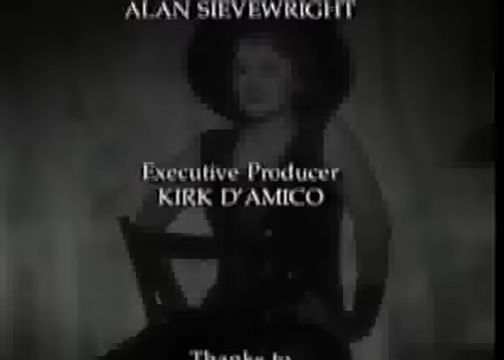 ALAN SIEVEWRIGHT
Executive Producer
KIRK D'AMICO
Thanks to